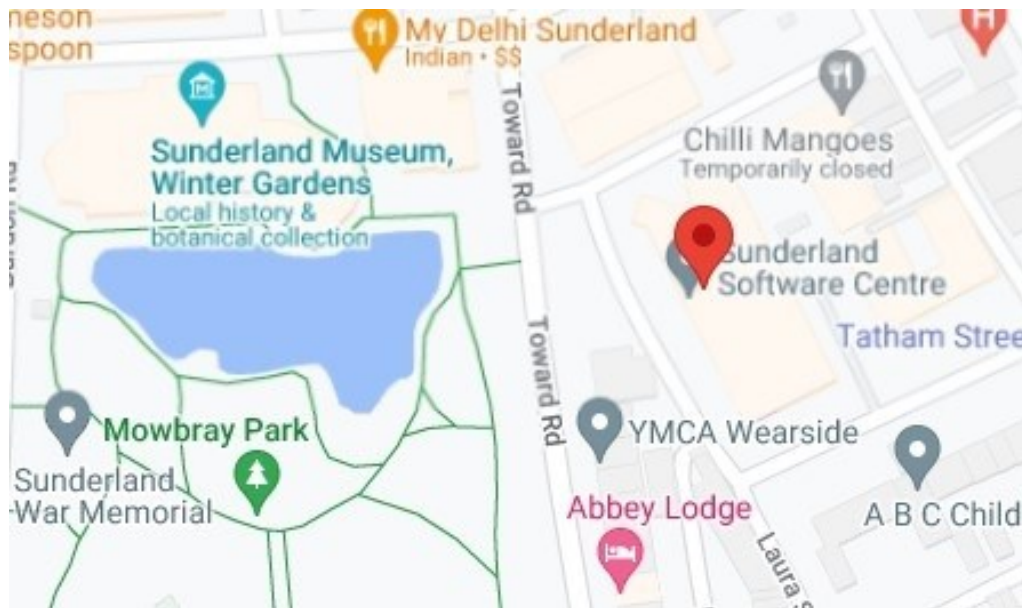 neson
spoon
My Delhi Sunderland
Indian • $$
Sunderland Museum,
Winter Gardens
Local history &
botanical collection
Toward Rd
Chilli Mangoes
Temporarily closed
Sunderland
Software Centre
Tatham Stree
Toward Rd
Mowbray Park
Sunderland
War Memorial
YMCA Wearside
Abbey Lodge
A B C Child
Laura S